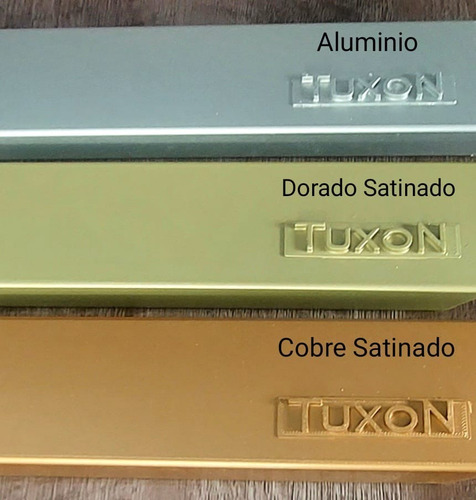 Aluminio
TUXON
Dorado Satinado
TUXON
Cobre Satinado
TUXON